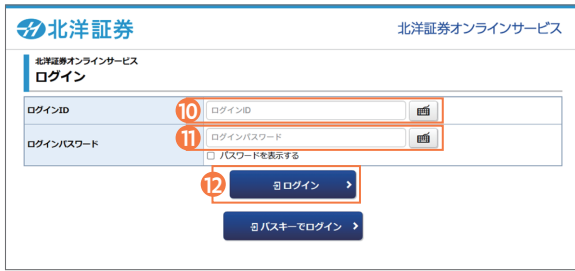 北洋証券
北洋証券オンラインサービス
北洋証券オンラインサービス
ログイン
ログインID
10
ログインID
ログインパスワード
11
ログインパスワード
パスワードを表示する
12
ログイン
パスキーでログイン